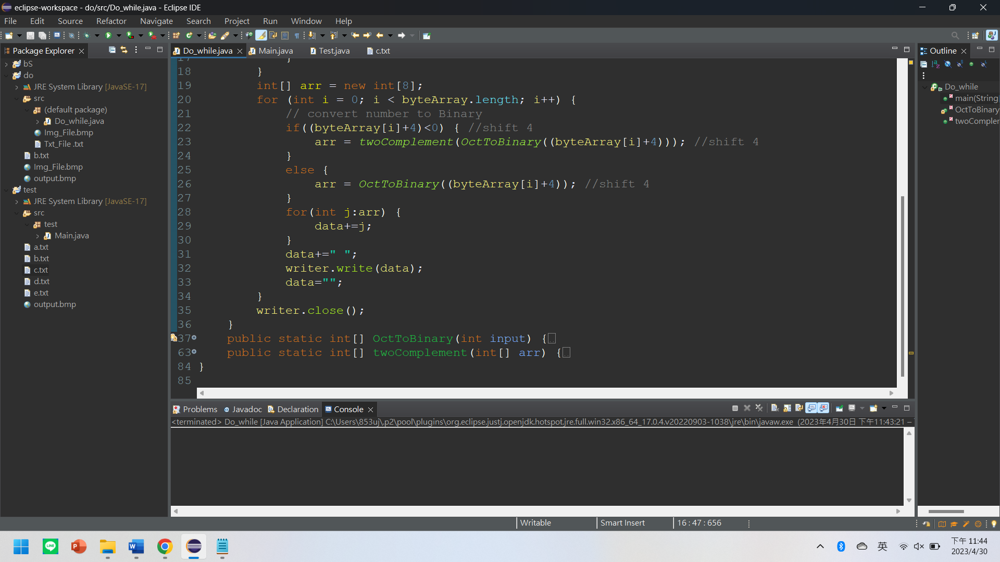 eclipse-workspace - do/src/Do_while.java - Eclipse IDE
File Edit Source Refactor Navigate Search Project Run Window Help
Package Explorer
bS
do
JRE System Library [JavaSE-17]
src
(default package)
Do_while.java
Img_File.bmp
Txt_File .txt
b.txt
Img_File.bmp
output.bmp
test
JRE System Library [JavaSE-17]
src
test
Main.java
a.txt
b.txt
c.txt
d.txt
e.txt
output.bmp
Do_while.java Main.java Test.java c.txt
17 }
18 }
19 int[] arr = new int[8];
20 for (int i = 0; i < byteArray.length; i++) {
21 // convert number to Binary
22 if((byteArray[i]+4)<0) { //shift 4
23 arr = twoComplement(OctToBinary((byteArray[i]+4))); //shift 4
24 }
25 else {
26 arr = OctToBinary((byteArray[i]+4)); //shift 4
27 }
28 for(int j:arr) {
29 data+=j;
30 }
31 data+=" ";
32 writer.write(data);
33 data="";
34 }
35 writer.close();
36 }
37 public static int[] OctToBinary(int input) {
63 public static int[] twoComplement(int[] arr) {
84 }
85
Outline
Do_while
main(String
OctToBinary
twoCompler
Problems Javadoc Declaration Console
<terminated> Do_while [Java Application] C:\Users\853uj\.p2\pool\plugins\org.eclipse.justj.openjdk.hotspot.jre.full.win32.x86_64_17.0.4.v20220903-1038\jre\bin\javaw.exe (2023年4月30日 下午11:43:21 –
Writable Smart Insert 16 : 47 : 656
英
下午 11:44
2023/4/30